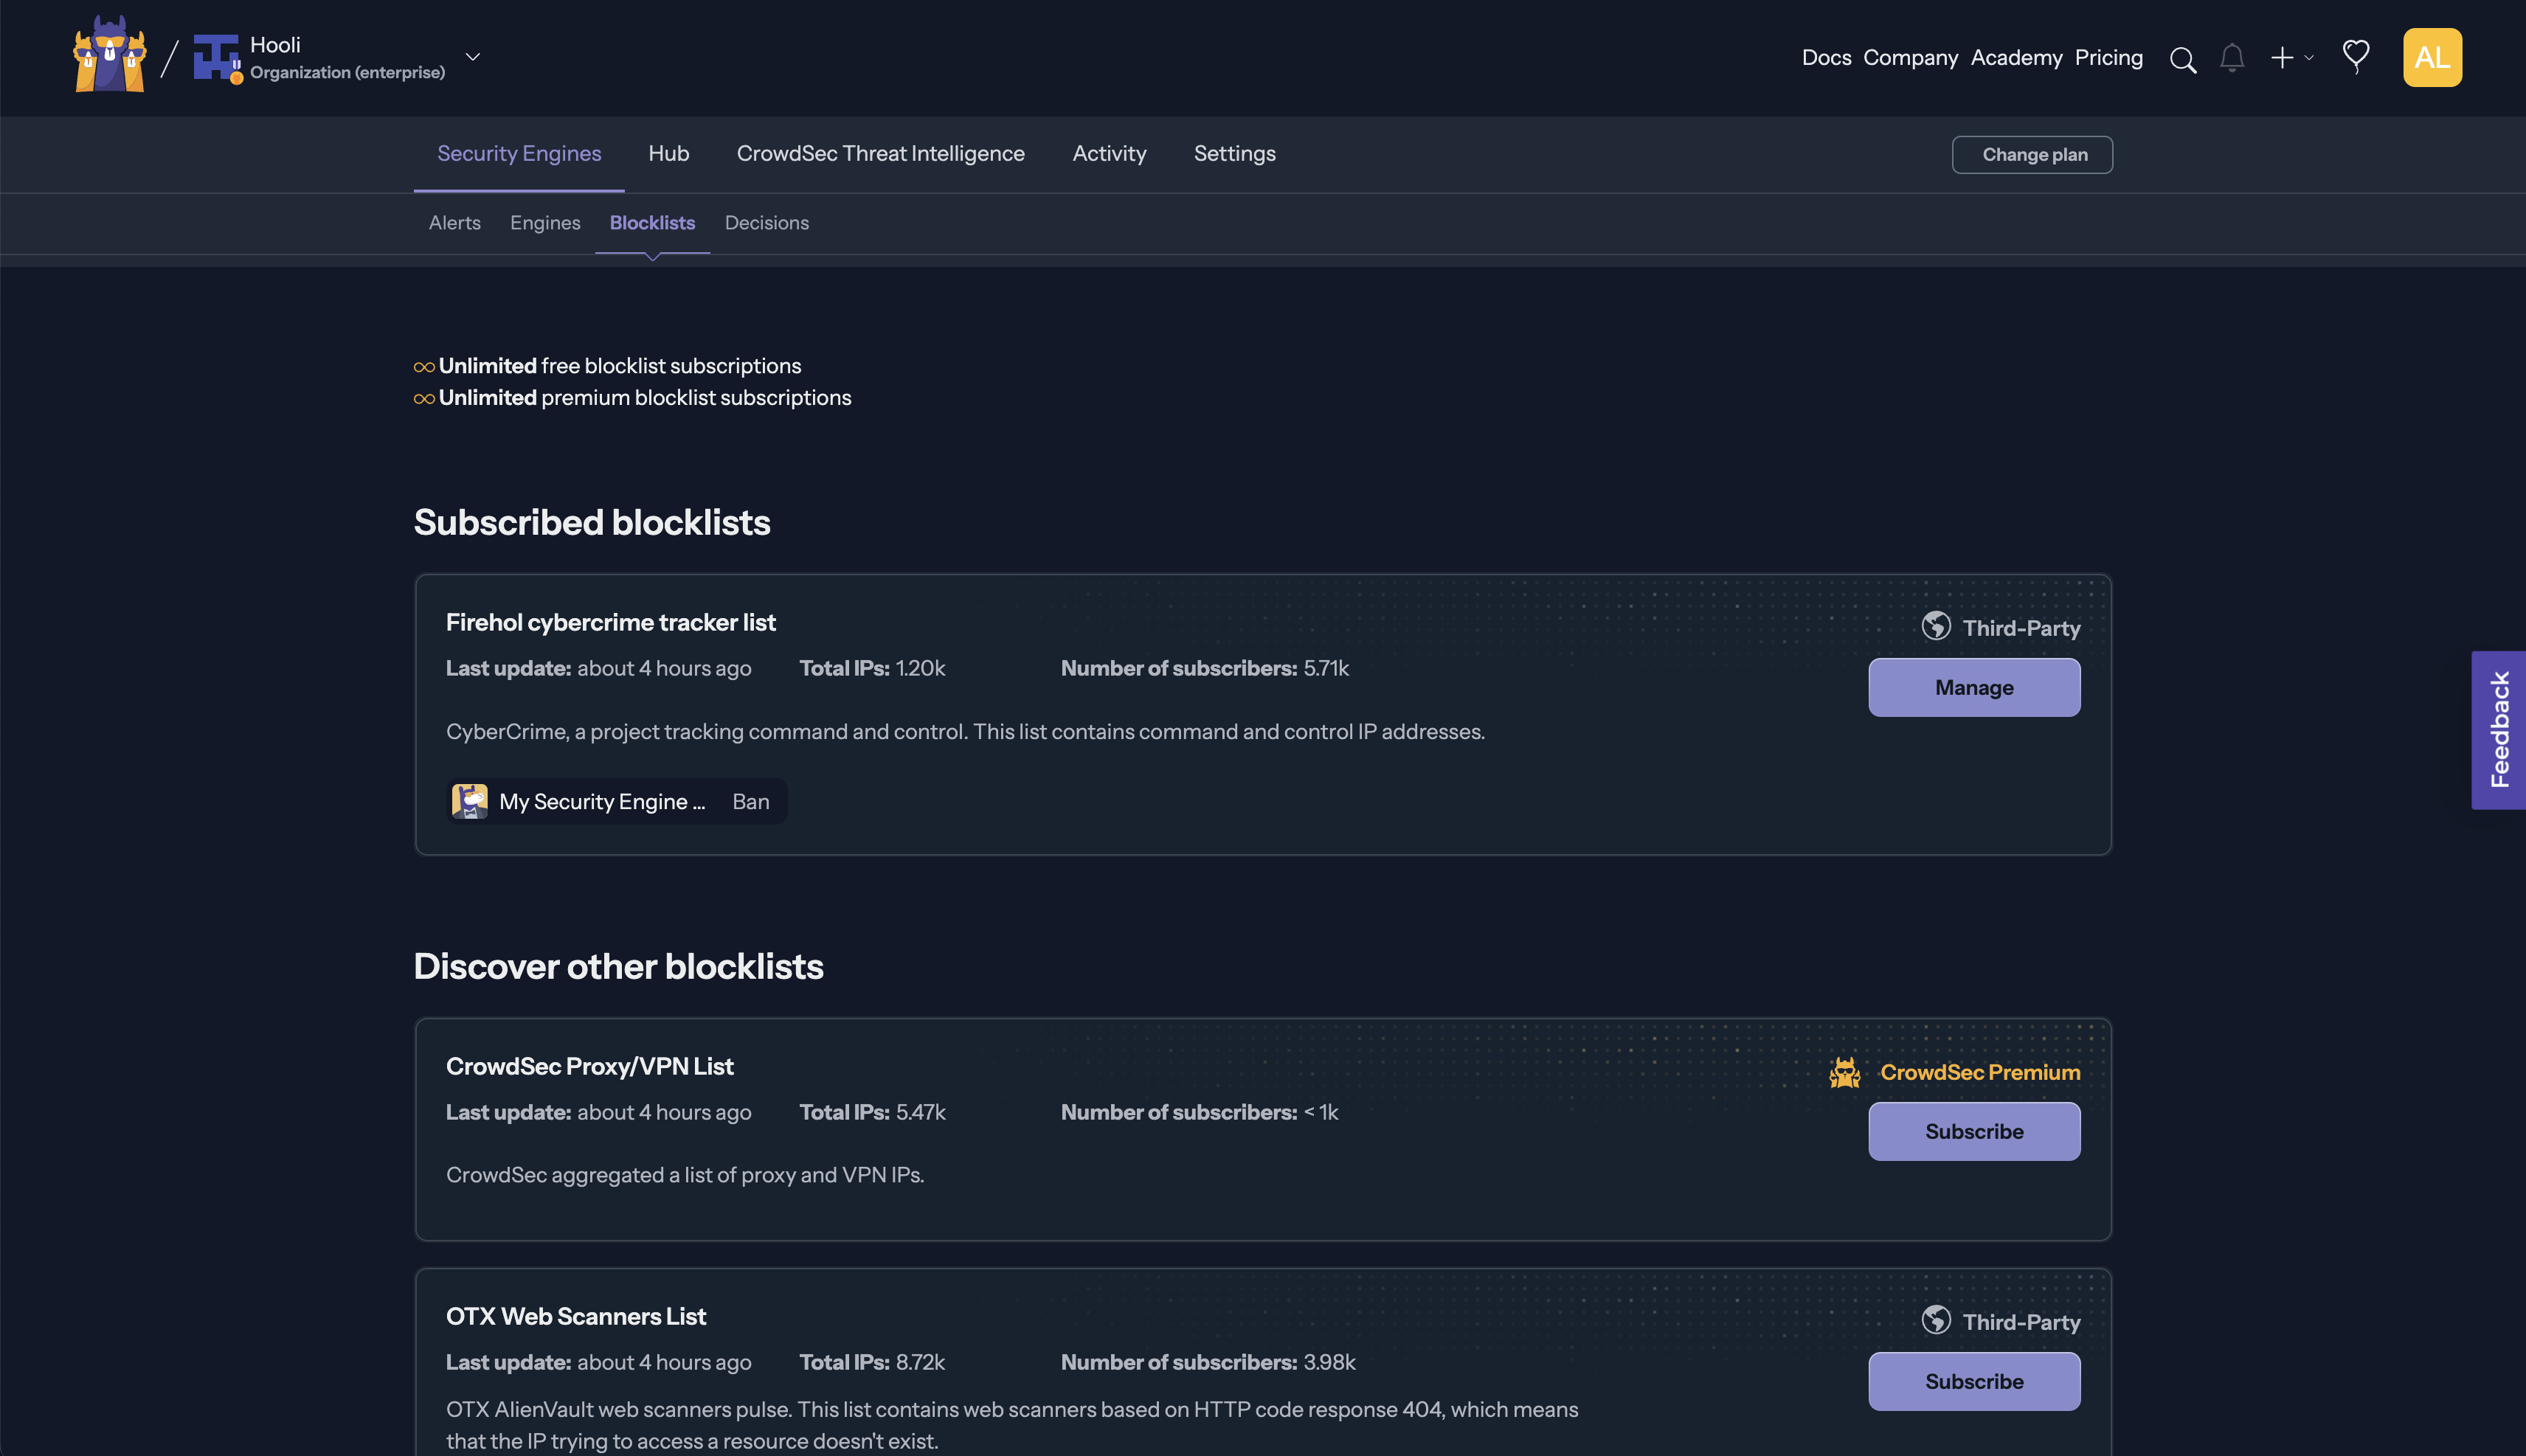 Hooli
Organization (enterprise)
Docs Company Academy Pricing
AL
Security Engines Hub CrowdSec Threat Intelligence Activity Settings
Change plan
Alerts Engines Blocklists Decisions
Unlimited free blocklist subscriptions
Unlimited premium blocklist subscriptions
Subscribed blocklists
Firehol cybercrime tracker list
Third-Party
Last update: about 4 hours ago Total IPs: 1.20k Number of subscribers: 5.71k
Manage
CyberCrime, a project tracking command and control. This list contains command and control IP addresses.
My Security Engine ... Ban
Feedback
Discover other blocklists
CrowdSec Proxy/VPN List
CrowdSec Premium
Last update: about 4 hours ago Total IPs: 5.47k Number of subscribers: < 1k
Subscribe
CrowdSec aggregated a list of proxy and VPN IPs.
OTX Web Scanners List
Third-Party
Last update: about 4 hours ago Total IPs: 8.72k Number of subscribers: 3.98k
Subscribe
OTX AlienVault web scanners pulse. This list contains web scanners based on HTTP code response 404, which means
that the IP trying to access a resource doesn't exist.